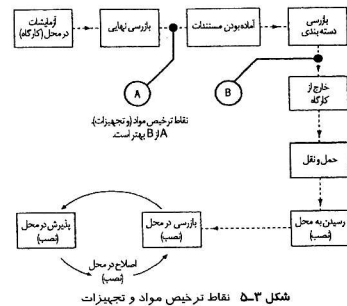 آزمایشات
در محل (کارگاه)
بازرسی نهایی
آماده بودن مستندات
بازرسی
دسته بندی
A
B
نقاط ترخیص مواد (و تجهیزات).
A از B بهتر است.
خارج از
کارگاه
حمل و نقل
رسیدن به محل
(نصب)
بازرسی در محل
(نصب)
پذیرش در محل
(نصب)
اصلاح در محل
(نصب)
شکل ۳-۵ نقاط ترخیص مواد و تجهیزات